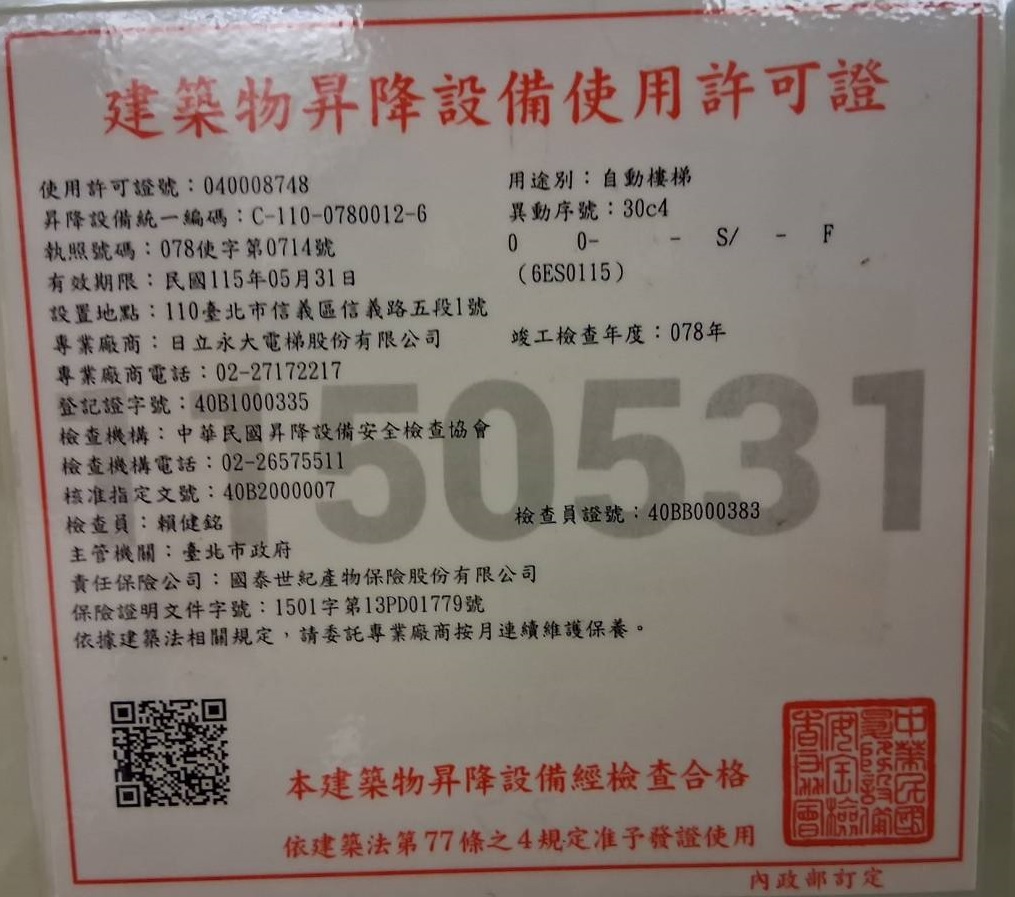 建築物昇降設備使用許可證
使用許可證號：040008748
用途別：自動樓梯
昇降設備統一編碼：C-110-0780012-6
異動序號：30c4
執照號碼：078使字第0714號
0 0- - S/ - F
有效期限：民國115年05月31日
(6ES0115)
設置地點：110臺北市信義區信義路五段1號
專業廠商：日立永大電梯股份有限公司
竣工檢查年度：078年
專業廠商電話：02-27172217
登記證字號：40B1000335
檢查機構：中華民國昇降設備安全檢查協會
檢查機構電話：02-26575511
核准指定文號：40B2000007
檢查員：賴健銘
檢查員證號：40BB000383
主管機關：臺北市政府
責任保險公司：國泰世紀產物保險股份有限公司
保險證明文件字號：1501字第13PD01779號
依據建築法相關規定，請委託專業廠商按月連續維護保養。
1150531
本建築物昇降設備經檢查合格
依建築法第77條之4規定准予發證使用
中華民國昇降設備安全檢查協會
內政部訂定